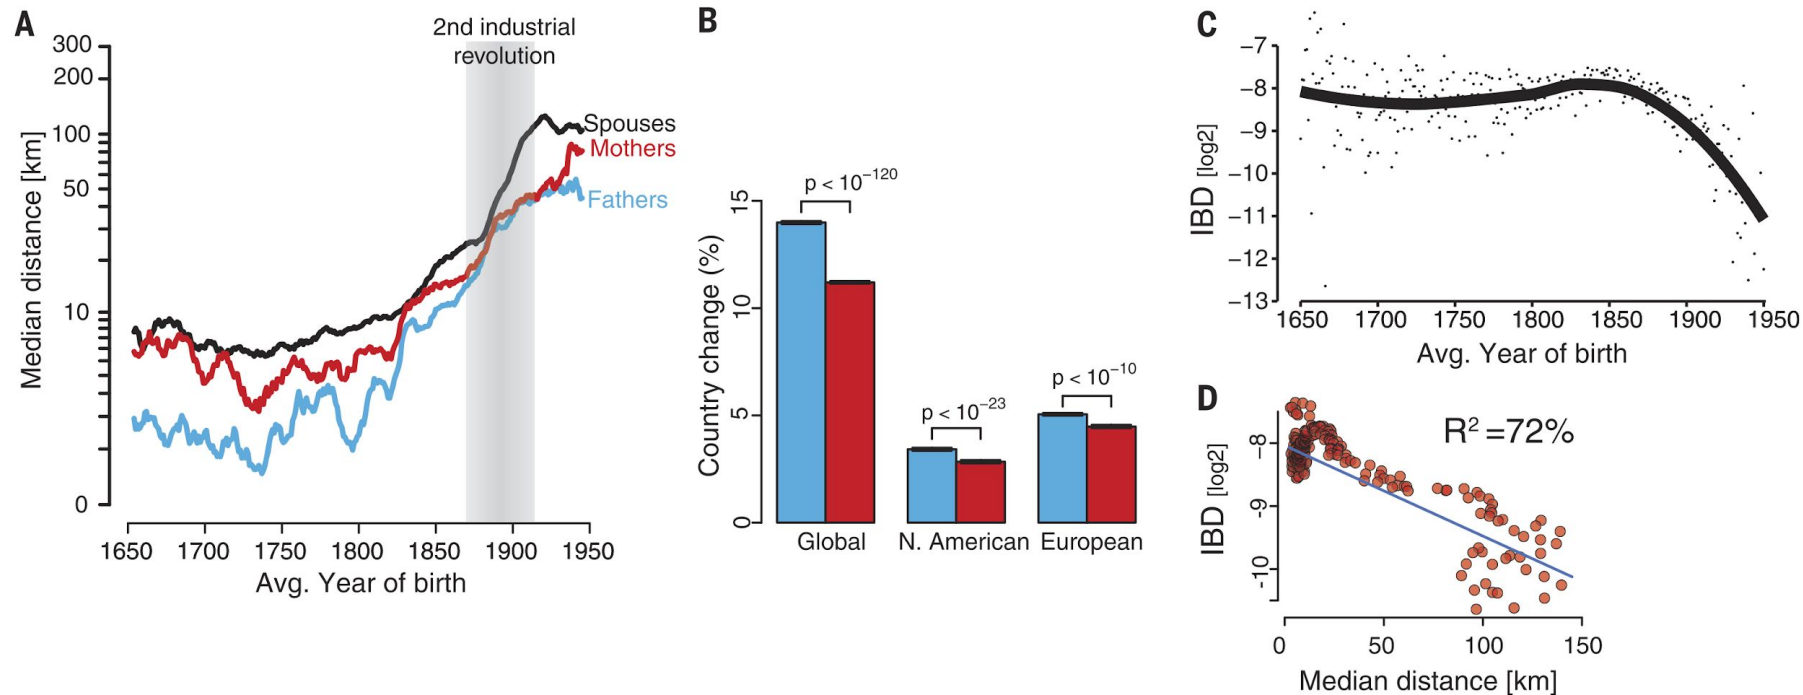 A
2nd industrial
revolution
300
200
100
50
10
0
Median distance [km]
Spouses
Mothers
Fathers
1650 1700 1750 1800 1850 1900 1950
Avg. Year of birth
B
15
10
5
0
Country change (%)
p < 10⁻¹²⁰
p < 10⁻²³
p < 10⁻¹⁰
Global N. American European
C
−7
−8
−9
−10
−11
−12
−13
IBD [log2]
1650 1700 1750 1800 1850 1900 1950
Avg. Year of birth
D
R² =72%
-8
-9
-10
IBD [log2]
0 50 100 150
Median distance [km]